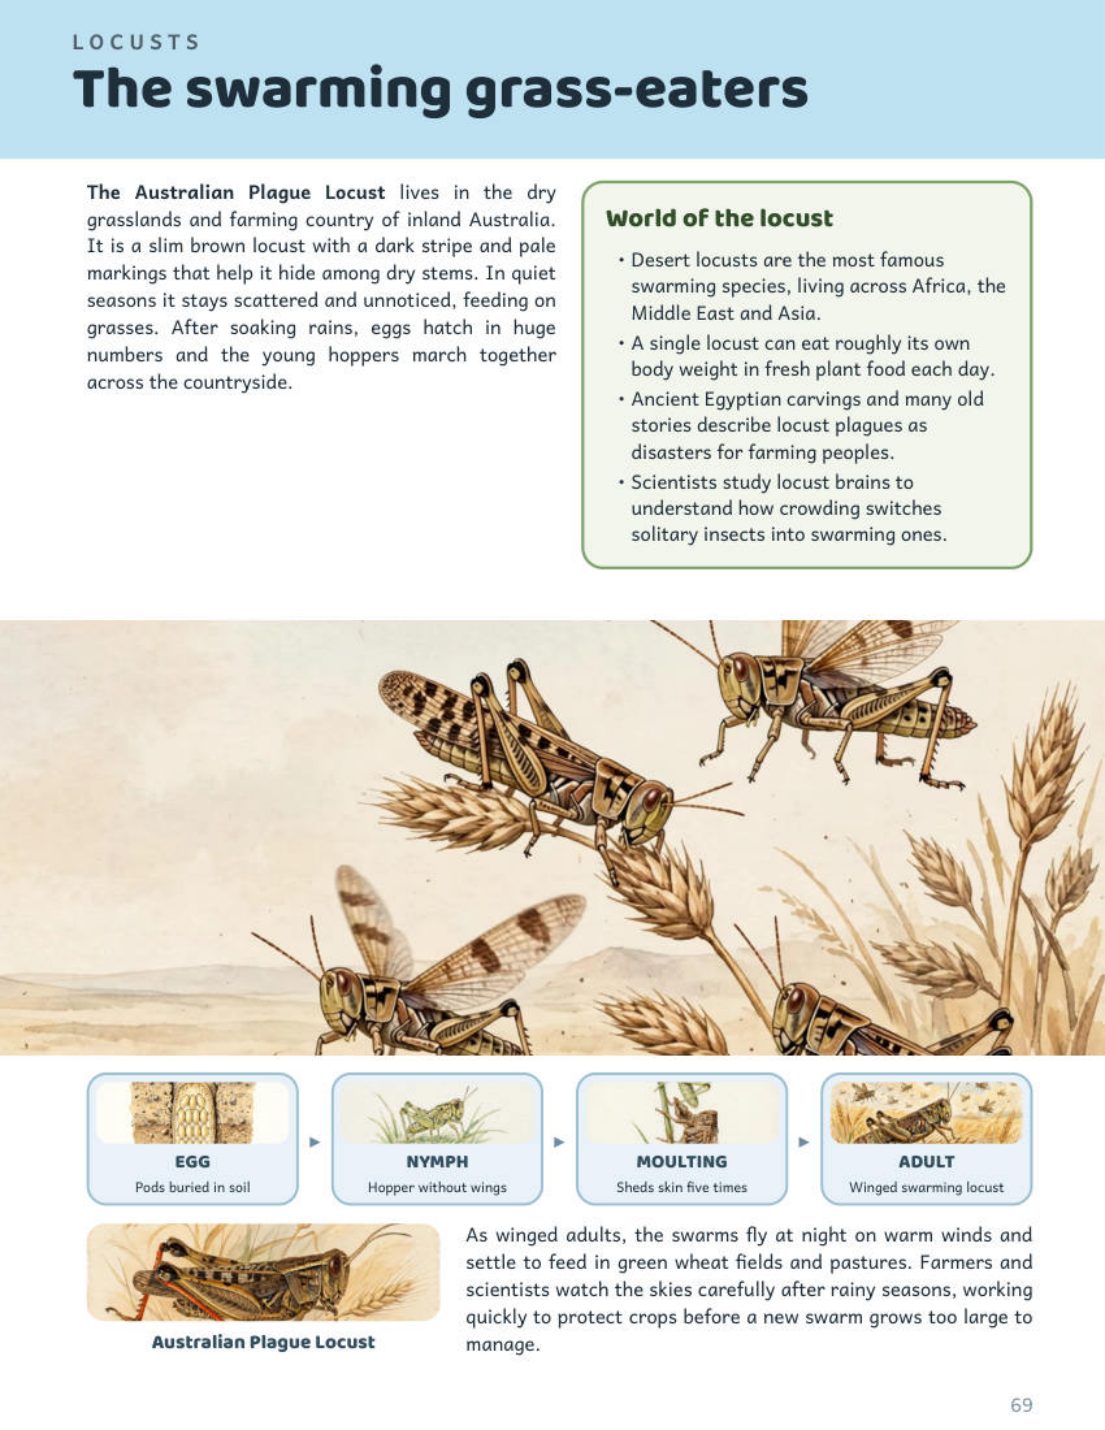 LOCUSTS
The swarming grass-eaters
The Australian Plague Locust lives in the dry
grasslands and farming country of inland Australia.
It is a slim brown locust with a dark stripe and pale
markings that help it hide among dry stems. In quiet
seasons it stays scattered and unnoticed, feeding on
grasses. After soaking rains, eggs hatch in huge
numbers and the young hoppers march together
across the countryside.
World of the locust
• Desert locusts are the most famous
swarming species, living across Africa, the
Middle East and Asia.
• A single locust can eat roughly its own
body weight in fresh plant food each day.
• Ancient Egyptian carvings and many old
stories describe locust plagues as
disasters for farming peoples.
• Scientists study locust brains to
understand how crowding switches
solitary insects into swarming ones.
EGG
Pods buried in soil
NYMPH
Hopper without wings
MOULTING
Sheds skin five times
ADULT
Winged swarming locust
Australian Plague Locust
As winged adults, the swarms fly at night on warm winds and
settle to feed in green wheat fields and pastures. Farmers and
scientists watch the skies carefully after rainy seasons, working
quickly to protect crops before a new swarm grows too large to
manage.
69